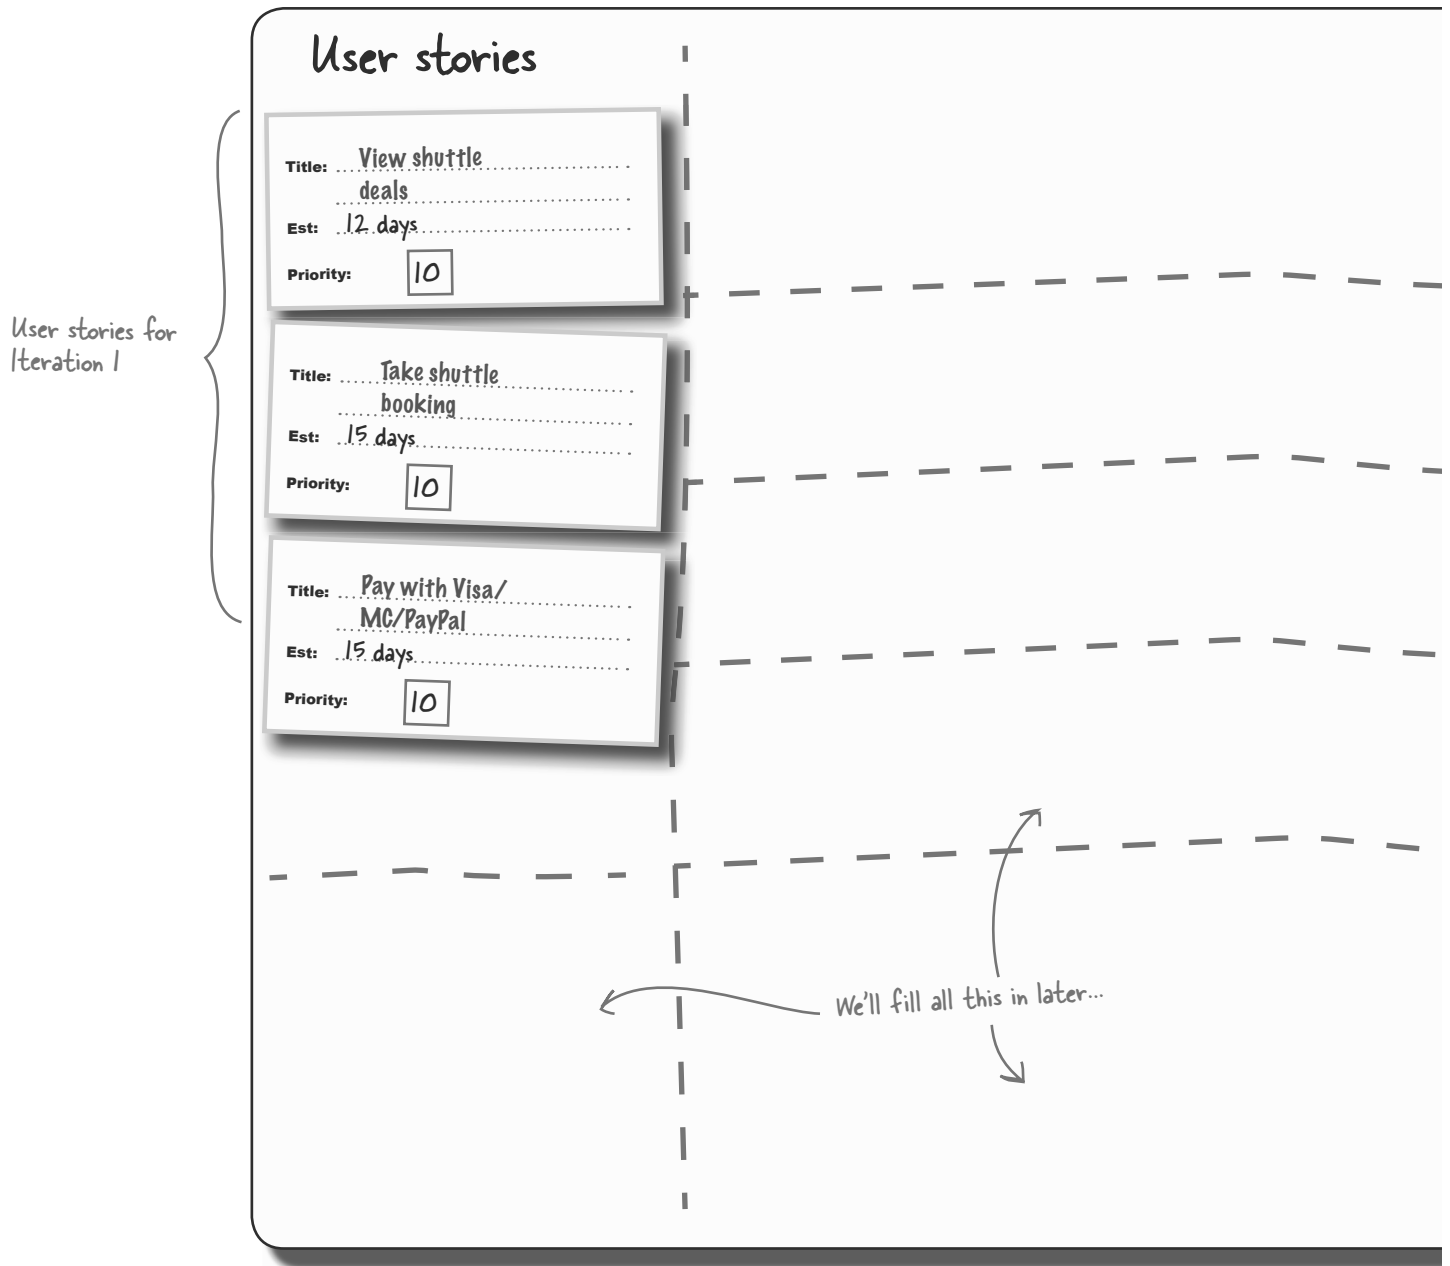 User stories
Title: View shuttle
deals
Est: 12 days
Priority: 10
User stories for
Iteration 1
Title: Take shuttle
booking
Est: 15 days
Priority: 10
Title: Pay with Visa/
MC/PayPal
Est: 15 days
Priority: 10
We'll fill all this in later...